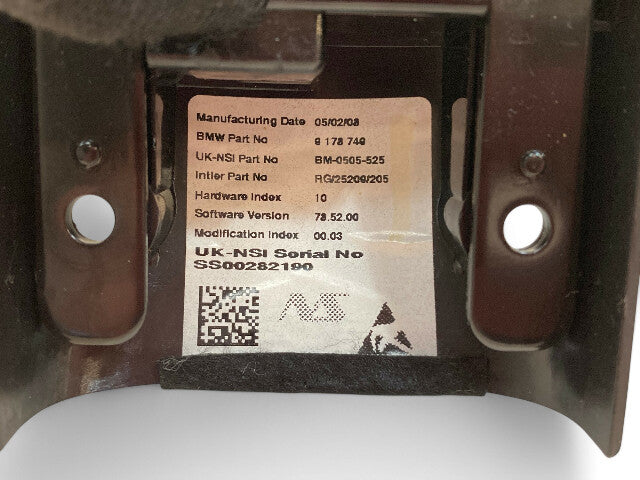 Manufacturing Date 05/02/08
BMW Part No 9 178 749
UK-NSI Part No BM-0505-525
Intier Part No RG/25209/205
Hardware Index 10
Software Version 78.52.00
Modification Index 00.03
UK-NSI Serial No
SS00282190
NS